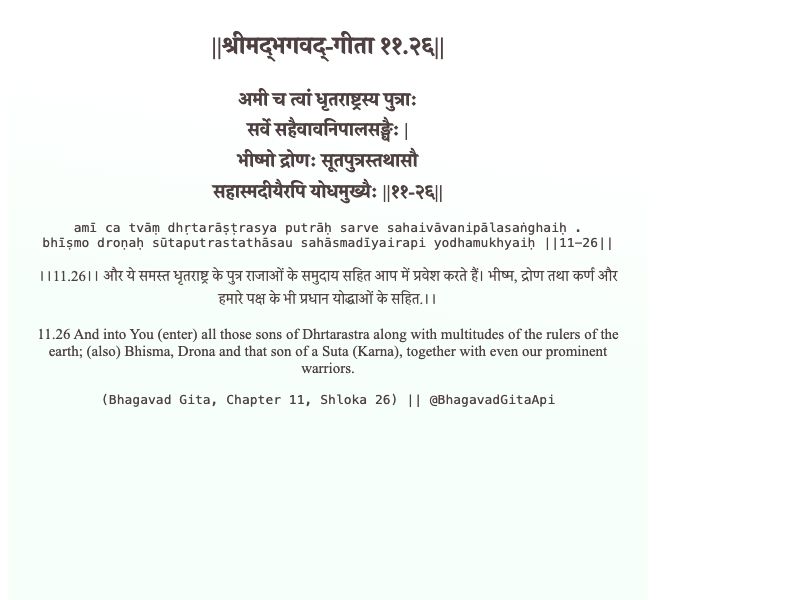 ||श्रीमद्‍भगवद्‍-गीता ११.२६||
अमी च त्वां धृतराष्ट्रस्य पुत्राः
सर्वे सहैवावनिपालसङ्घैः |
भीष्मो द्रोणः सूतपुत्रस्तथासौ
सहास्मदीयैरपि योधमुख्यैः ||११-२६||
amī ca tvāṃ dhṛtarāṣṭrasya putrāḥ sarve sahaivāvanipālasaṅghaiḥ .
bhīṣmo droṇaḥ sūtaputrastathāsau sahāsmadīyairapi yodhamukhyaiḥ ||11-26||
।।11.26।। और ये समस्त धृतराष्ट्र के पुत्र राजाओं के समुदाय सहित आप में प्रवेश करते हैं। भीष्म, द्रोण तथा कर्ण और
हमारे पक्ष के भी प्रधान योद्धाओं के सहित.।।
11.26 And into You (enter) all those sons of Dhrtarastra along with multitudes of the rulers of the
earth; (also) Bhisma, Drona and that son of a Suta (Karna), together with even our prominent
warriors.
(Bhagavad Gita, Chapter 11, Shloka 26) || @BhagavadGitaApi